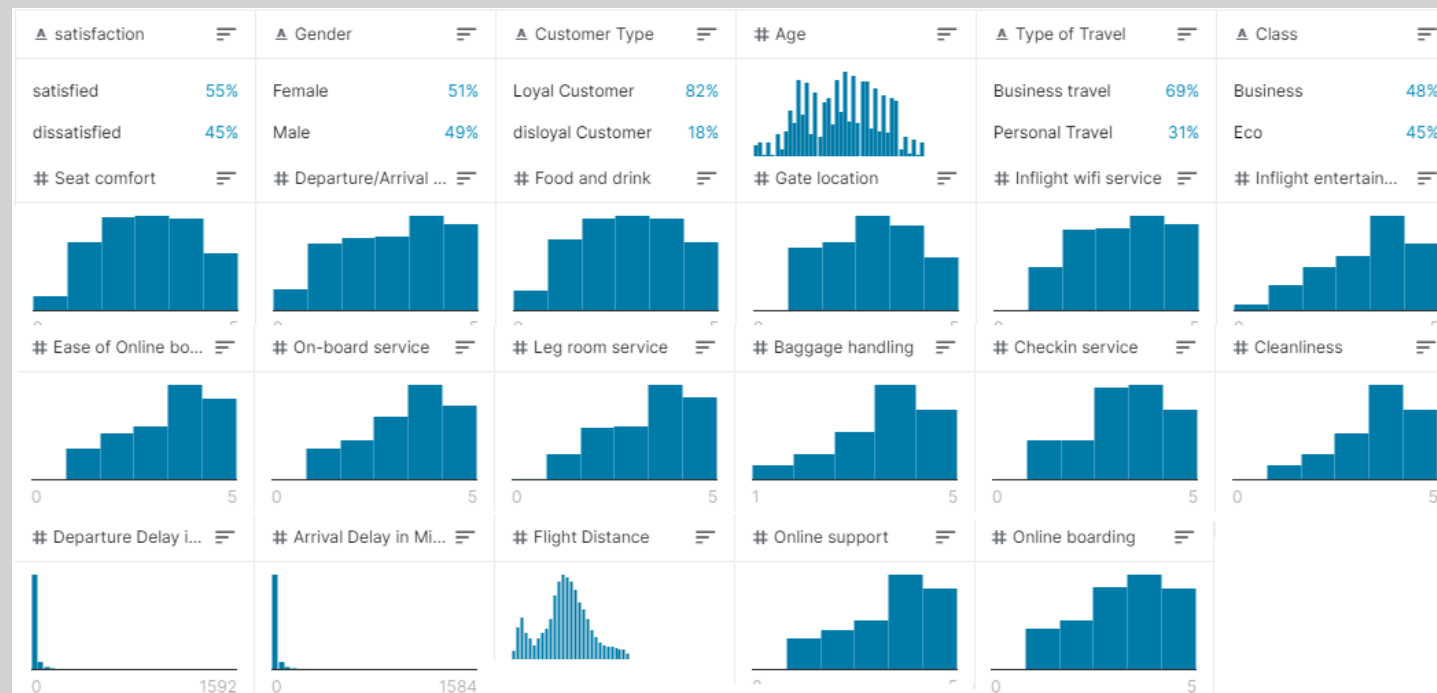 satisfaction Gender Customer Type # Age Type of Travel Class
satisfied 55% Female 51% Loyal Customer 82% Business travel 69% Business 48%
dissatisfied 45% Male 49% disloyal Customer 18% Personal Travel 31% Eco 45%
# Seat comfort # Departure/Arrival ... # Food and drink # Gate location # Inflight wifi service # Inflight entertain...
# Ease of Online bo... # On-board service # Leg room service # Baggage handling # Checkin service # Cleanliness
0 5 0 5 0 5 1 5 0 5 0 5
# Departure Delay i... # Arrival Delay in Mi... # Flight Distance # Online support # Online boarding
0 1592 0 1584 0 5